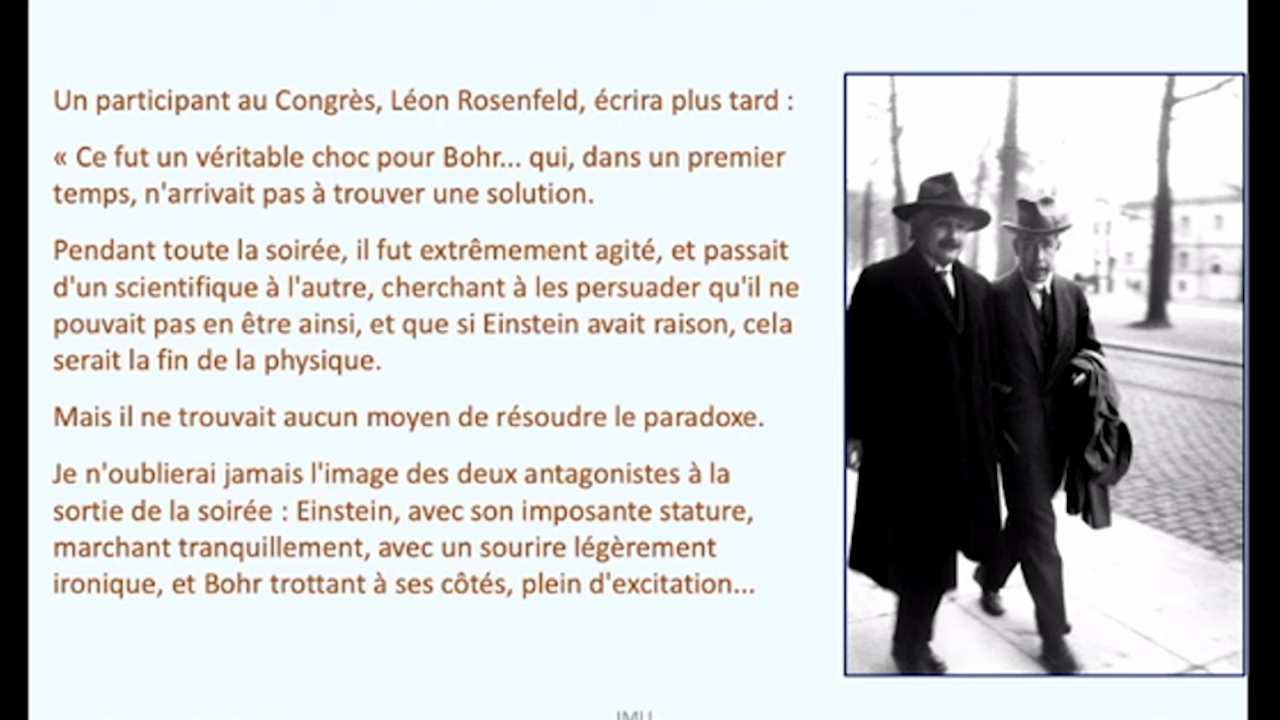 Un participant au Congrès, Léon Rosenfeld, écrira plus tard :
« Ce fut un véritable choc pour Bohr... qui, dans un premier
temps, n'arrivait pas à trouver une solution.
Pendant toute la soirée, il fut extrêmement agité, et passait
d'un scientifique à l'autre, cherchant à les persuader qu'il ne
pouvait pas en être ainsi, et que si Einstein avait raison, cela
serait la fin de la physique.
Mais il ne trouvait aucun moyen de résoudre le paradoxe.
Je n'oublierai jamais l'image des deux antagonistes à la
sortie de la soirée : Einstein, avec son imposante stature,
marchant tranquillement, avec un sourire légèrement
ironique, et Bohr trottant à ses côtés, plein d'excitation...